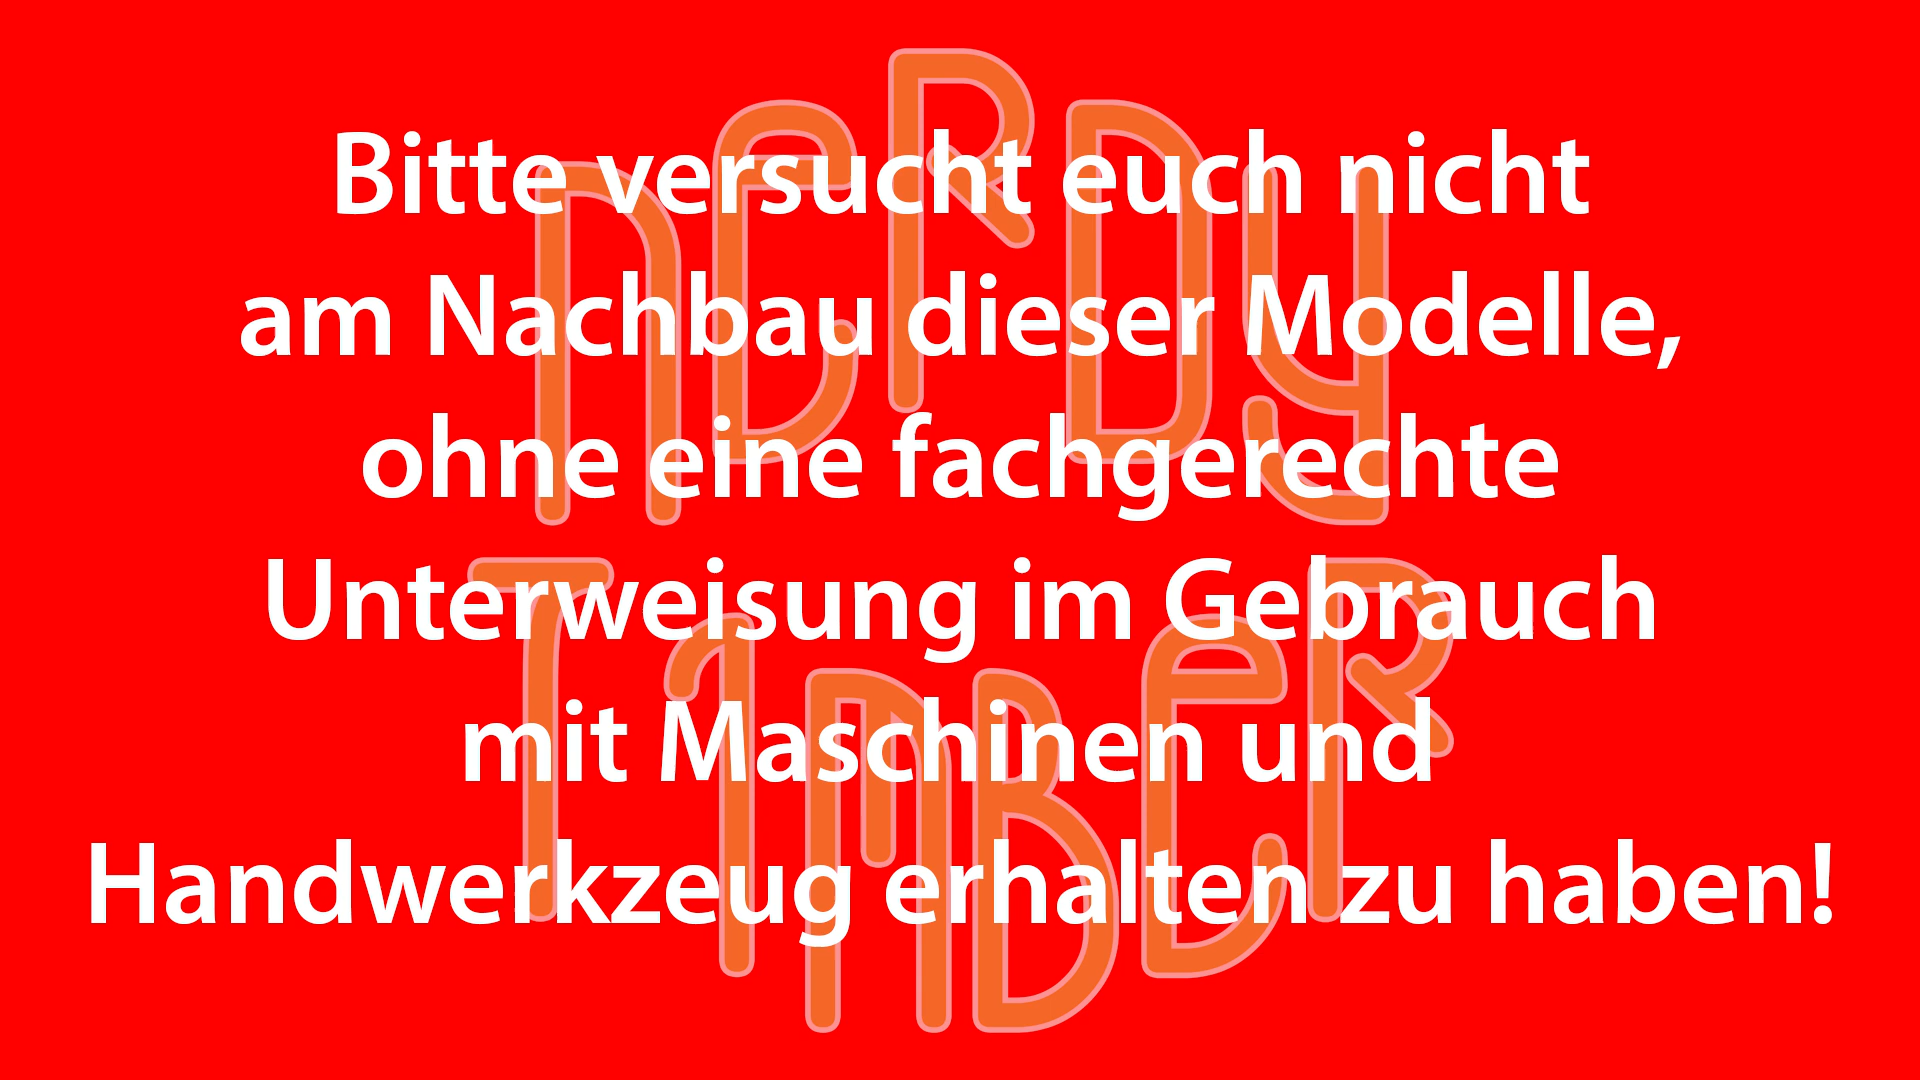 Bitte versucht euch nicht
am Nachbau dieser Modelle,
ohne eine fachgerechte
Unterweisung im Gebrauch
mit Maschinen und
Handwerkzeug erhalten zu haben!
NeRDy
TiMBeR